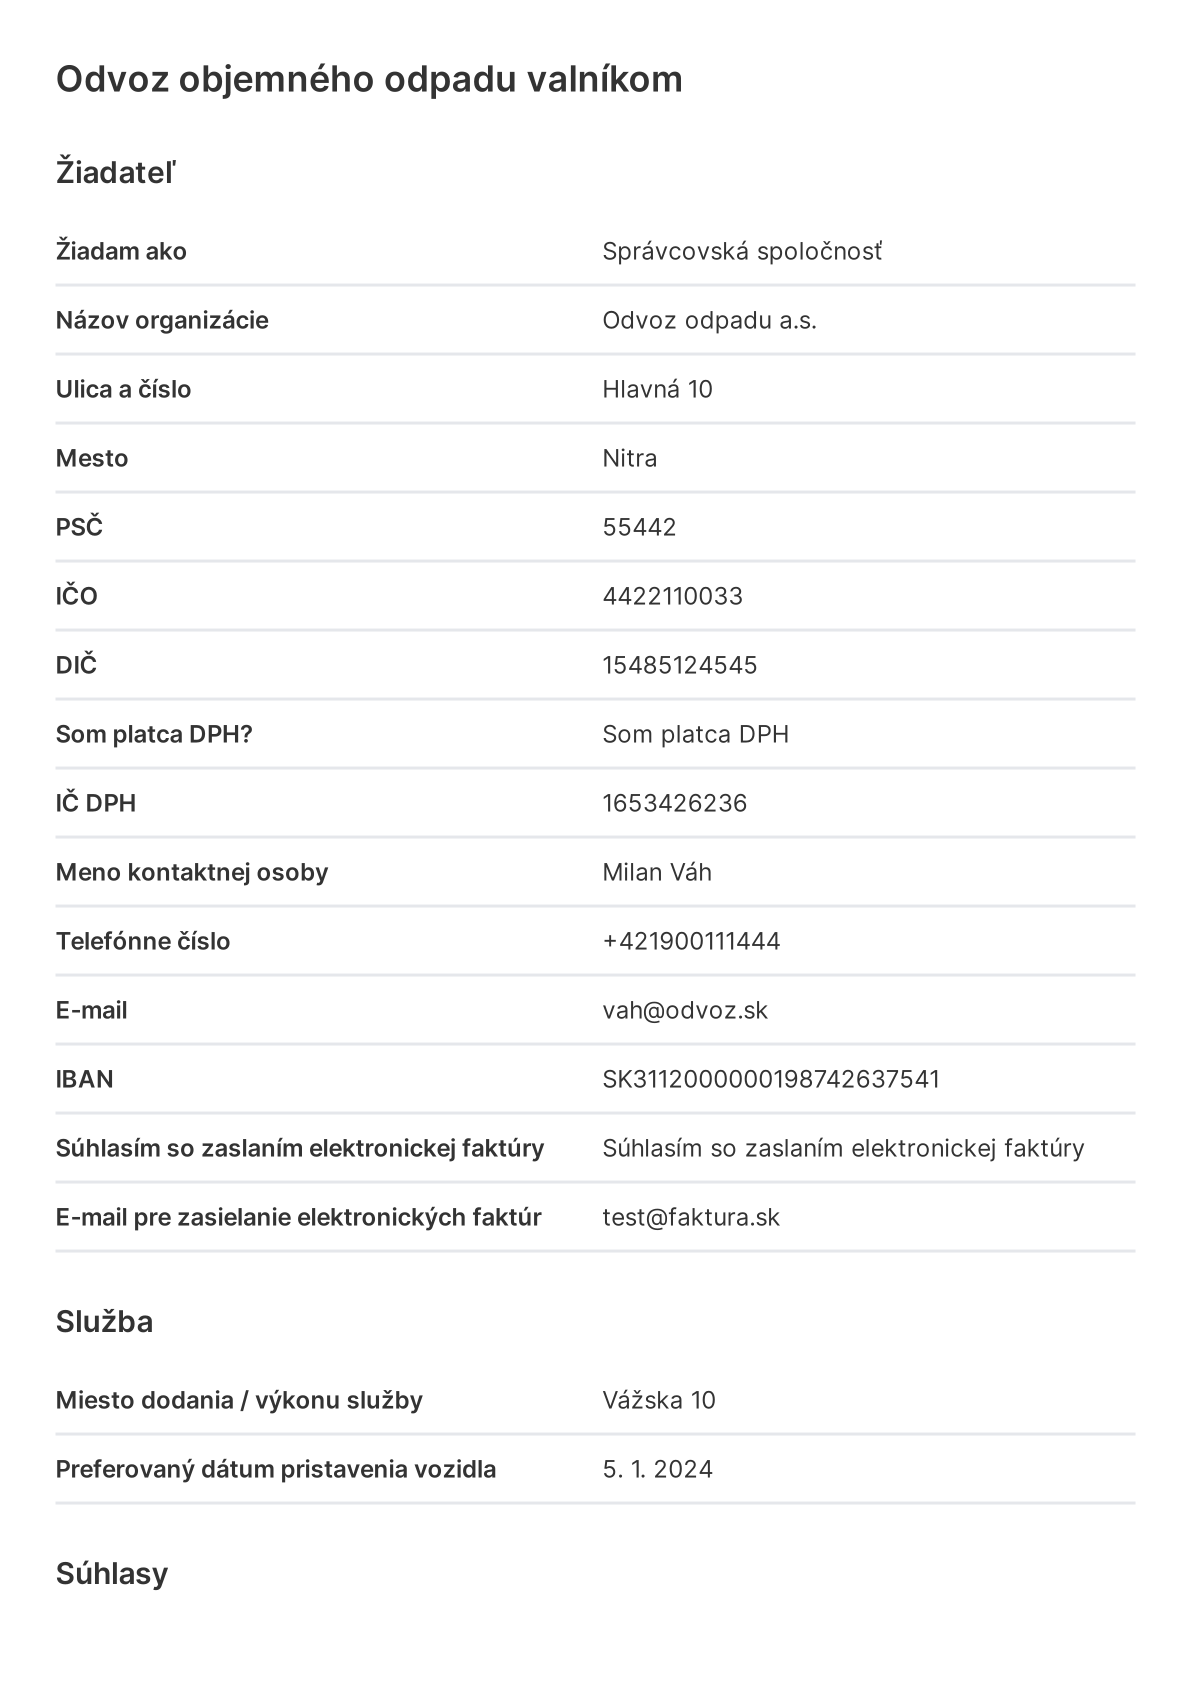 Odvoz objemného odpadu valníkom
Žiadateľ
Žiadam ako Správcovská spoločnosť
Názov organizácie Odvoz odpadu a.s.
Ulica a číslo Hlavná 10
Mesto Nitra
PSČ 55442
IČO 4422110033
DIČ 15485124545
Som platca DPH? Som platca DPH
IČ DPH 1653426236
Meno kontaktnej osoby Milan Váh
Telefónne číslo +421900111444
E-mail vah@odvoz.sk
IBAN SK3112000000198742637541
Súhlasím so zaslaním elektronickej faktúry Súhlasím so zaslaním elektronickej faktúry
E-mail pre zasielanie elektronických faktúr test@faktura.sk
Služba
Miesto dodania / výkonu služby Vážska 10
Preferovaný dátum pristavenia vozidla 5. 1. 2024
Súhlasy